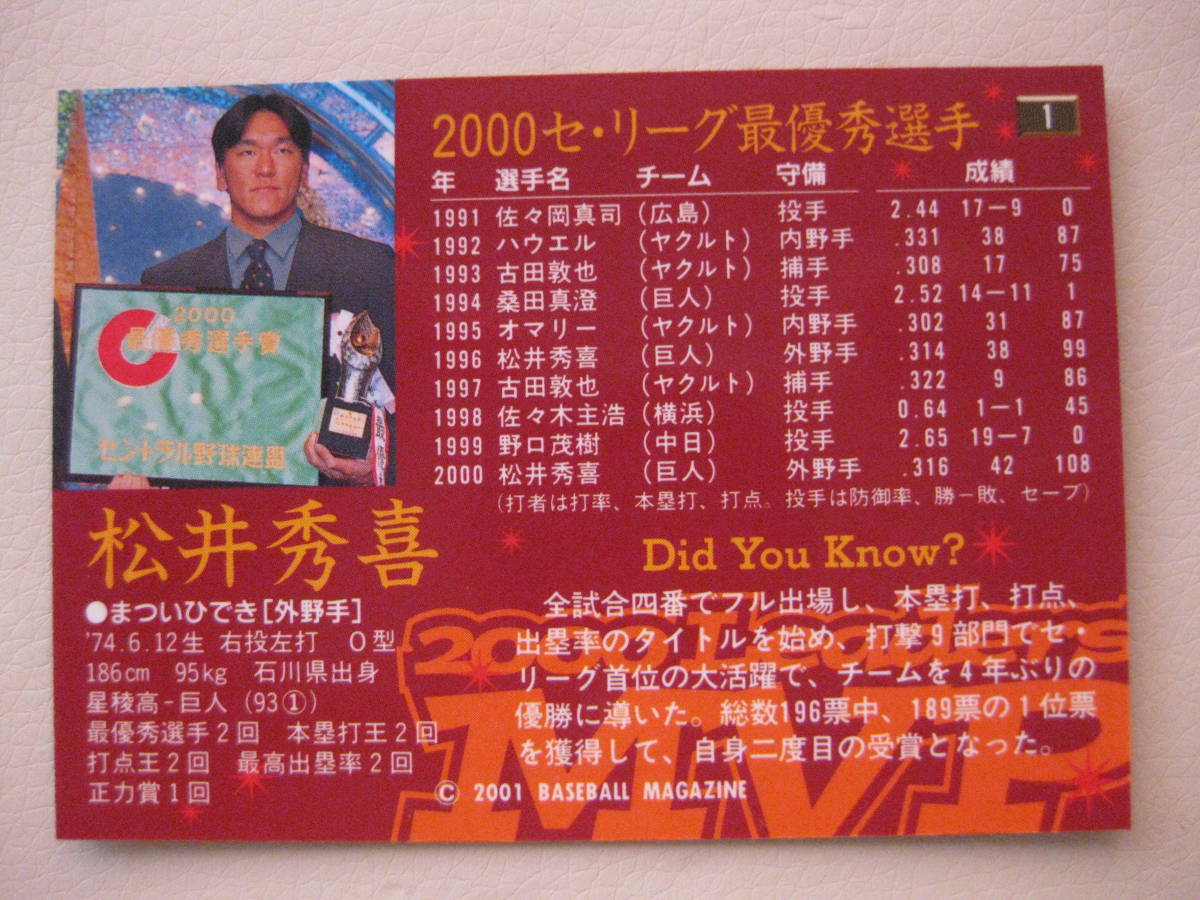 2000セ・リーグ最優秀選手
1
年 選手名 チーム 守備 成績
1991 佐々岡真司 (広島) 投手 2.44 17－9 0
1992 ハウエル (ヤクルト) 内野手 .331 38 87
1993 古田敦也 (ヤクルト) 捕手 .308 17 75
1994 桑田真澄 (巨人) 投手 2.52 14－11 1
1995 オマリー (ヤクルト) 内野手 .302 31 87
1996 松井秀喜 (巨人) 外野手 .314 38 99
1997 古田敦也 (ヤクルト) 捕手 .322 9 86
1998 佐々木主浩 (横浜) 投手 0.64 1－1 45
1999 野口茂樹 (中日) 投手 2.65 19－7 0
2000 松井秀喜 (巨人) 外野手 .316 42 108
(打者は打率、本塁打、打点。投手は防御率、勝－敗、セーブ)
2000
最優秀選手賞
セントラル野球連盟
最優
松井秀喜
●まついひでき[外野手]
'74.6.12生 右投左打 O型
186cm 95kg 石川県出身
星稜高-巨人 (93①)
最優秀選手2回 本塁打王2回
打点王2回 最高出塁率2回
正力賞1回
Did You Know?
全試合四番でフル出場し、本塁打、打点、
出塁率のタイトルを始め、打撃9部門でセ・
リーグ首位の大活躍で、チームを4年ぶりの
優勝に導いた。総数196票中、189票の1位票
を獲得して、自身二度目の受賞となった。
2000 Leaders
MVP
© 2001 BASEBALL MAGAZINE